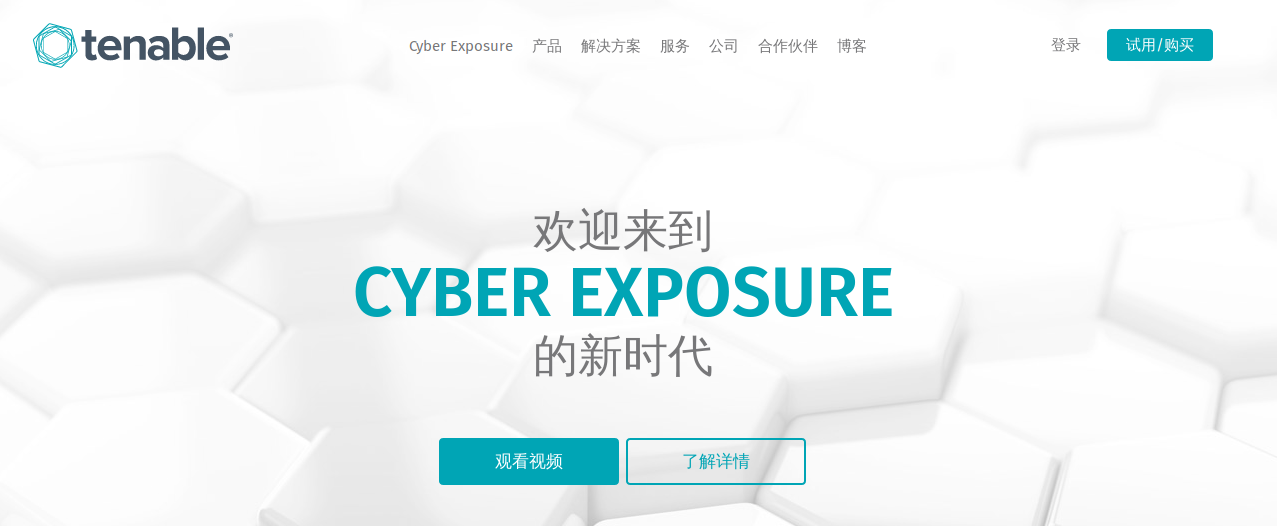 tenable®
Cyber Exposure 产品 解决方案 服务 公司 合作伙伴 博客
登录 试用/购买
欢迎来到
CYBER EXPOSURE
的新时代
观看视频 了解详情